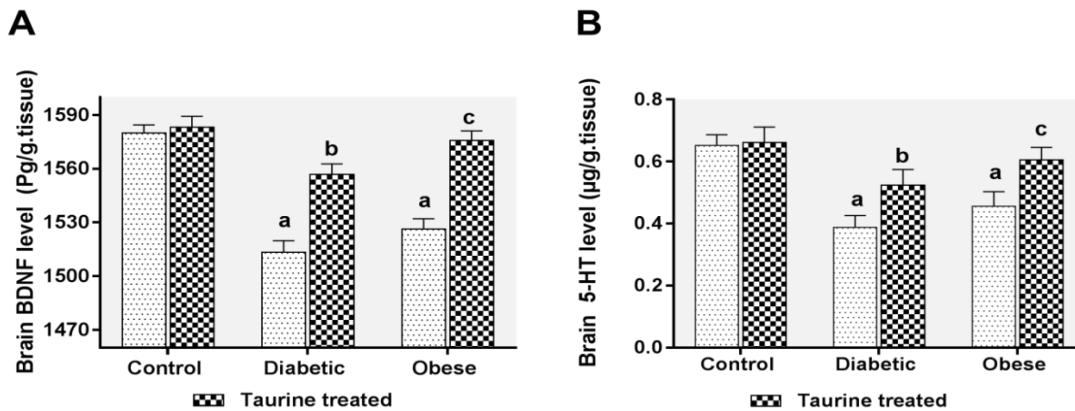 A
Brain BDNF level (Pg/g.tissue)
1590
1560
1530
1500
1470
a
b
a
c
Control
Diabetic
Obese
Taurine treated
B
Brain 5-HT level (µg/g.tissue)
0.8
0.6
0.4
0.2
0.0
a
b
a
c
Control
Diabetic
Obese
Taurine treated